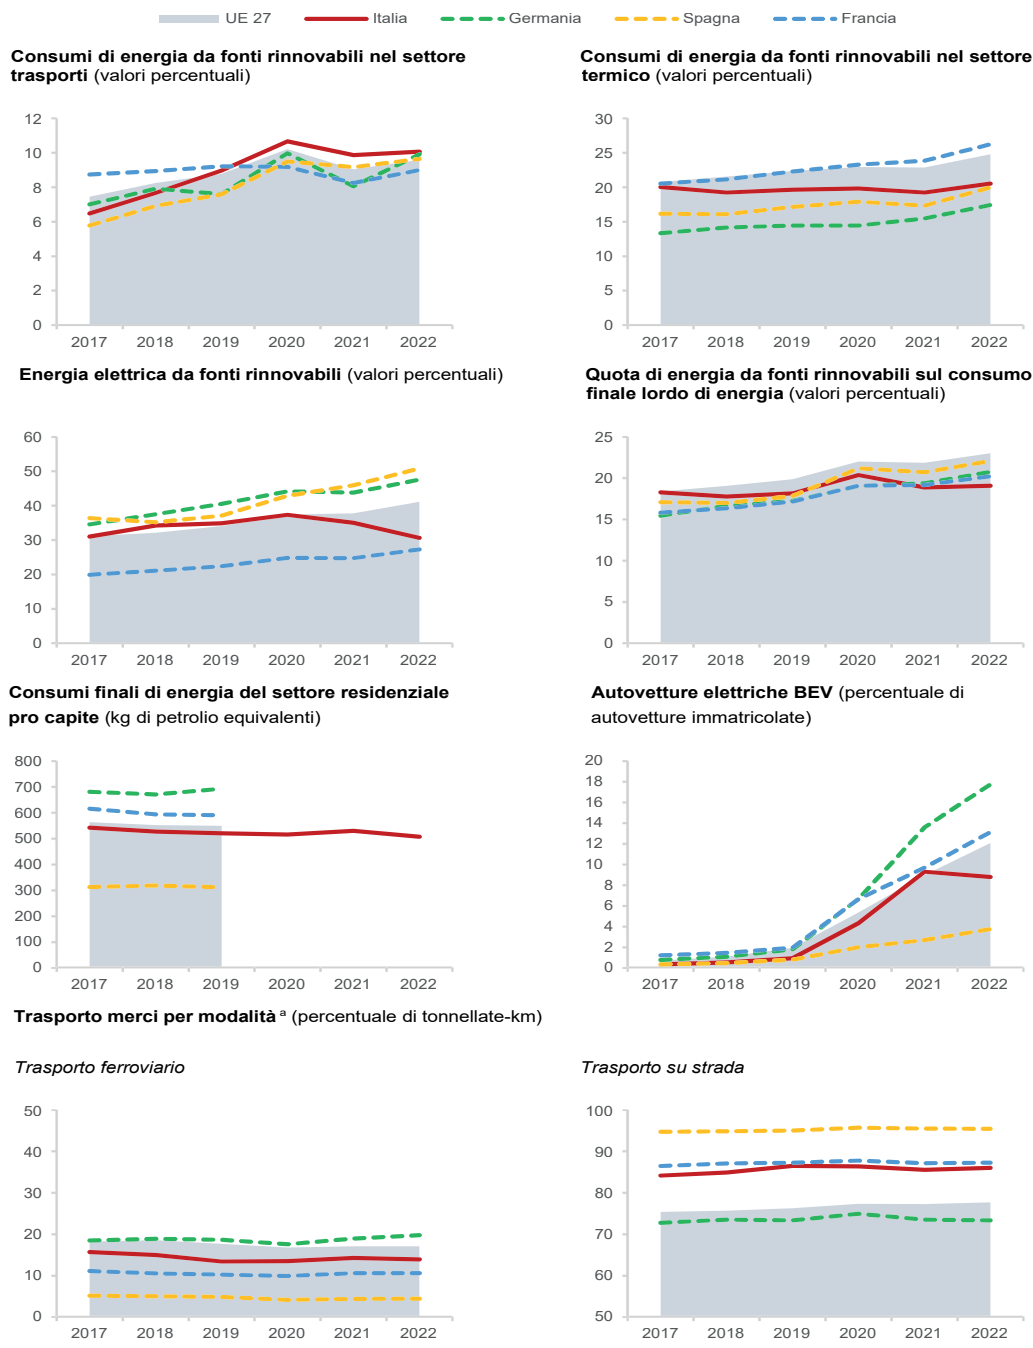 UE 27 Italia Germania Spagna Francia
Consumi di energia da fonti rinnovabili nel settore
trasporti (valori percentuali)
12
10
8
6
4
2
0
2017 2018 2019 2020 2021 2022
Consumi di energia da fonti rinnovabili nel settore
termico (valori percentuali)
30
25
20
15
10
5
0
2017 2018 2019 2020 2021 2022
Energia elettrica da fonti rinnovabili (valori percentuali)
60
50
40
30
20
10
0
2017 2018 2019 2020 2021 2022
Quota di energia da fonti rinnovabili sul consumo
finale lordo di energia (valori percentuali)
25
20
15
10
5
0
2017 2018 2019 2020 2021 2022
Consumi finali di energia del settore residenziale
pro capite (kg di petrolio equivalenti)
800
700
600
500
400
300
200
100
0
2017 2018 2019 2020 2021 2022
Autovetture elettriche BEV (percentuale di
autovetture immatricolate)
20
18
16
14
12
10
8
6
4
2
0
2017 2018 2019 2020 2021 2022
Trasporto merci per modalità ª (percentuale di tonnellate-km)
Trasporto ferroviario
50
40
30
20
10
0
2017 2018 2019 2020 2021 2022
Trasporto su strada
100
90
80
70
60
50
2017 2018 2019 2020 2021 2022